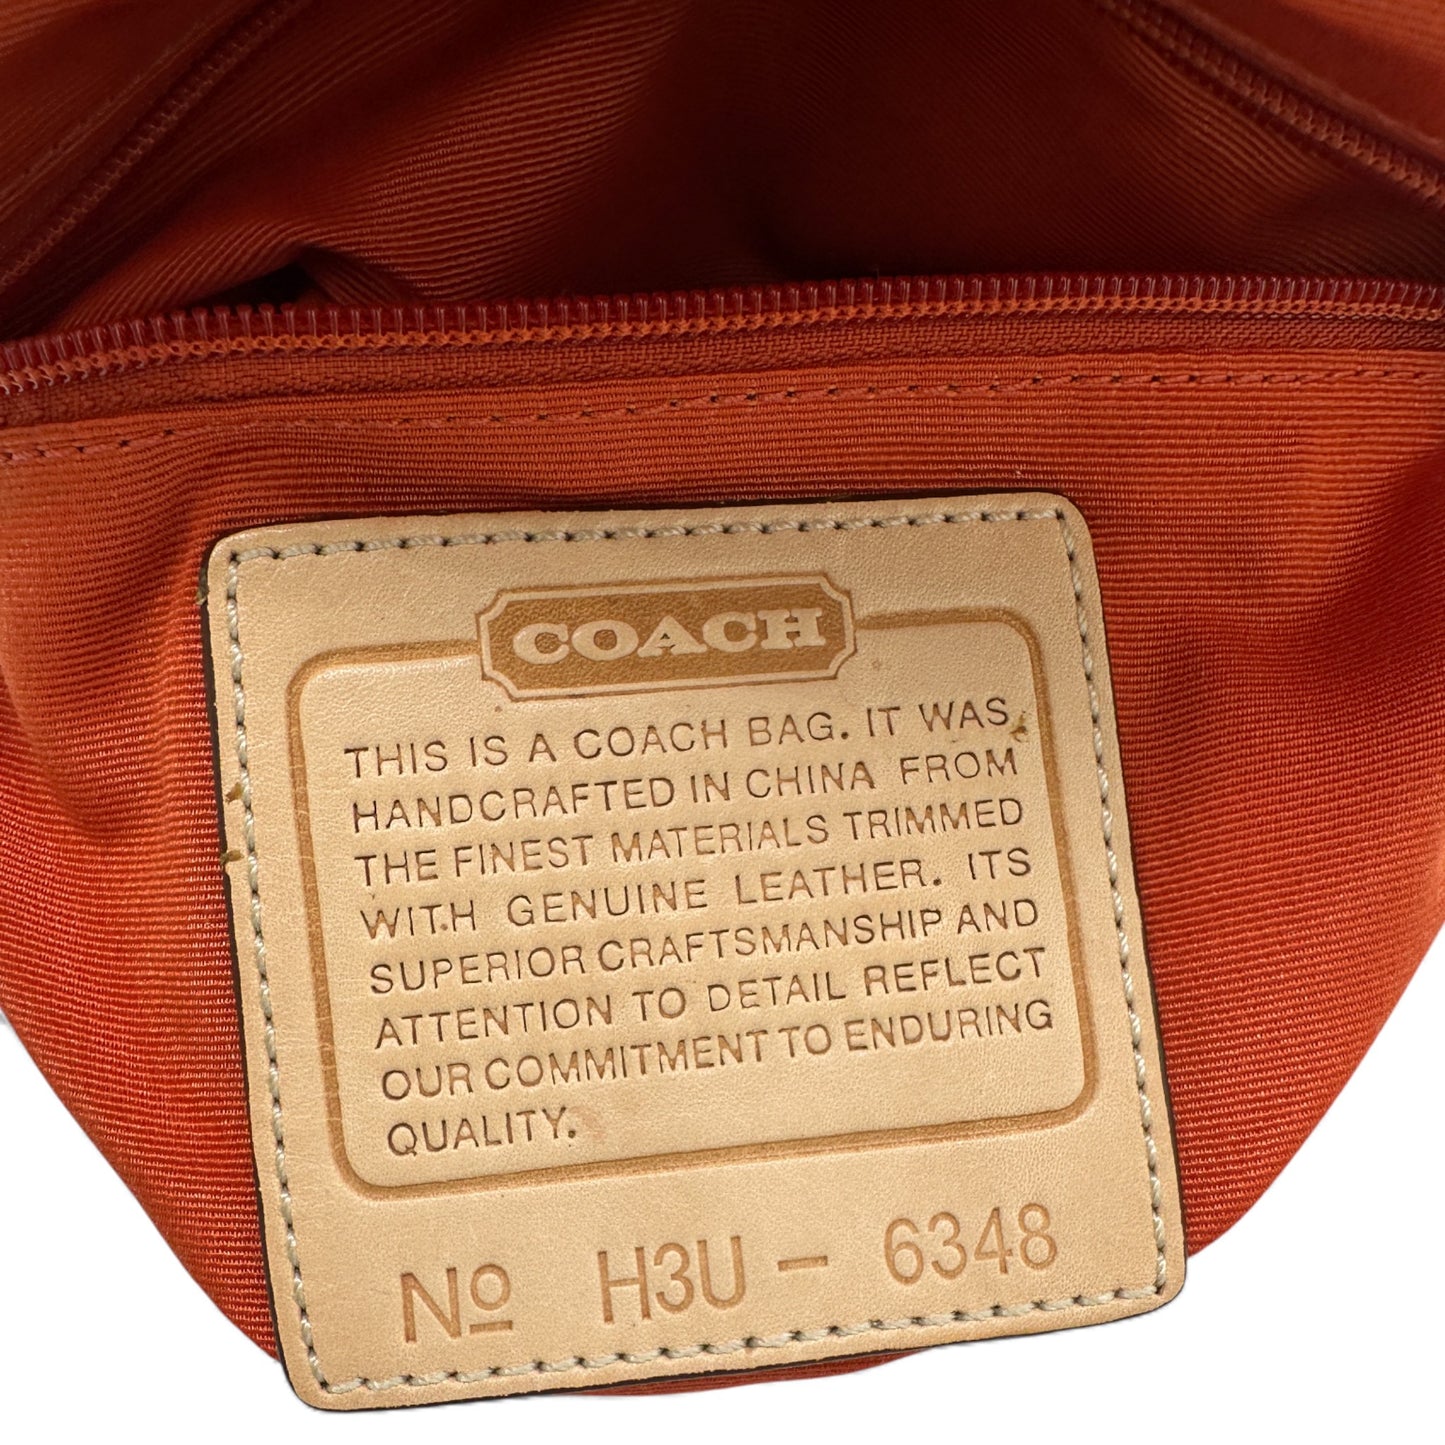 COACH
THIS IS A COACH BAG. IT WAS
HANDCRAFTED IN CHINA FROM
THE FINEST MATERIALS TRIMMED
WITH GENUINE LEATHER. ITS
SUPERIOR CRAFTSMANSHIP AND
ATTENTION TO DETAIL REFLECT
OUR COMMITMENT TO ENDURING
QUALITY.
Nº H3U - 6348